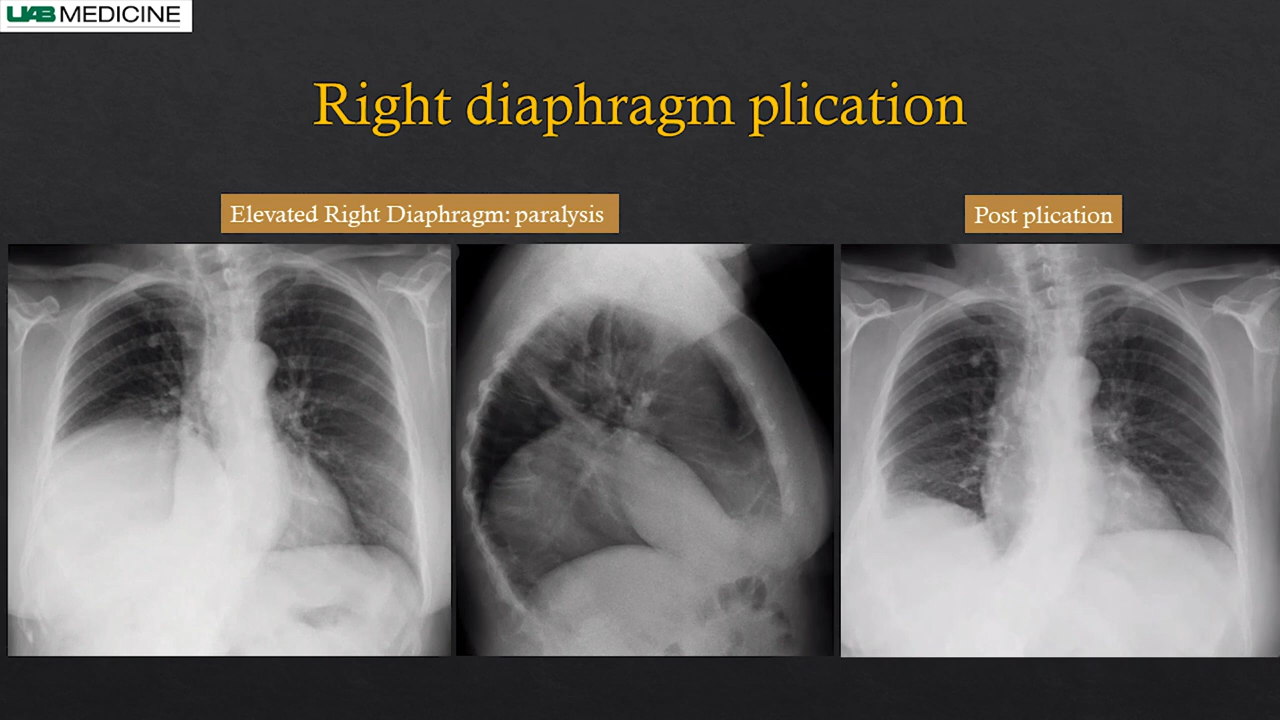 UAB MEDICINE
Right diaphragm plication
Elevated Right Diaphragm: paralysis
Post plication